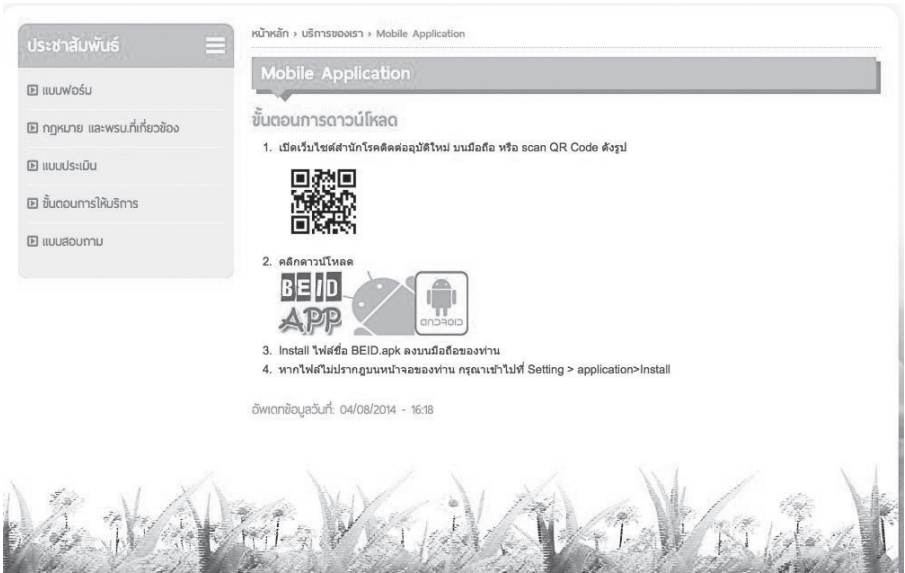 หน้าหลัก › บริการของเรา › Mobile Application
ประชาสัมพันธ์
แบบฟอร์ม
กฎหมาย และพรบ.ที่เกี่ยวข้อง
แบบประเมิน
ขั้นตอนการให้บริการ
แบบสอบถาม
Mobile Application
ขั้นตอนการดาวน์โหลด
1. เปิดเว็บไซต์สำนักโรคติดต่ออุบัติใหม่ บนมือถือ หรือ scan QR Code ดังรูป
2. คลิกดาวน์โหลด
BEID
APP
ANDROID
3. Install ไฟล์ชื่อ BEID.apk ลงบนมือถือของท่าน
4. หากไฟล์ไม่ปรากฎบนหน้าจอของท่าน กรุณาเข้าไปที่ Setting > application>Install
อัพเดทข้อมูลวันที่: 04/08/2014 - 16:18